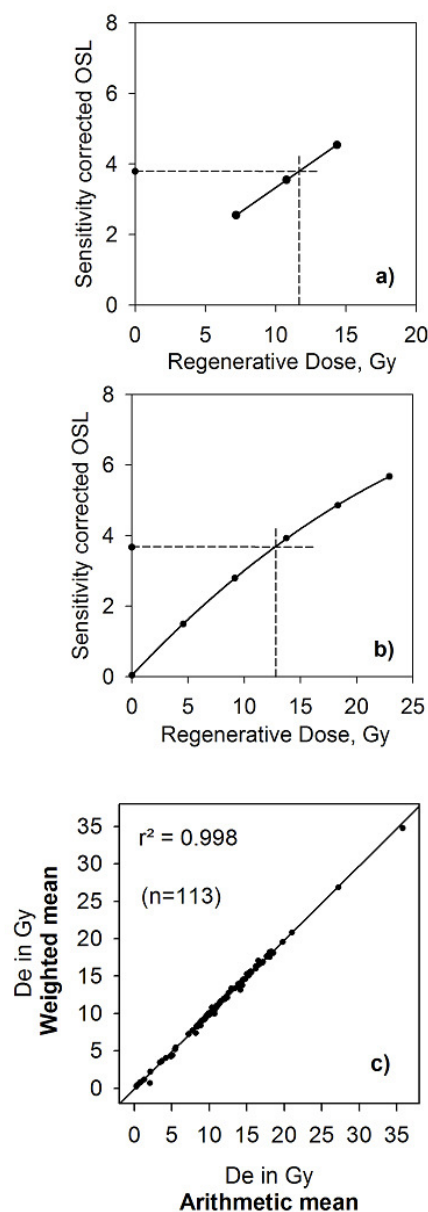 8
6
4
2
0
Sensitivity corrected OSL
a)
0 5 10 15 20
Regenerative Dose, Gy
8
6
4
2
0
Sensitivity corrected OSL
b)
0 5 10 15 20 25
Regenerative Dose, Gy
35
30
25
20
15
10
5
0
De in Gy
Weighted mean
r² = 0.998
(n=113)
c)
0 5 10 15 20 25 30 35
De in Gy
Arithmetic mean